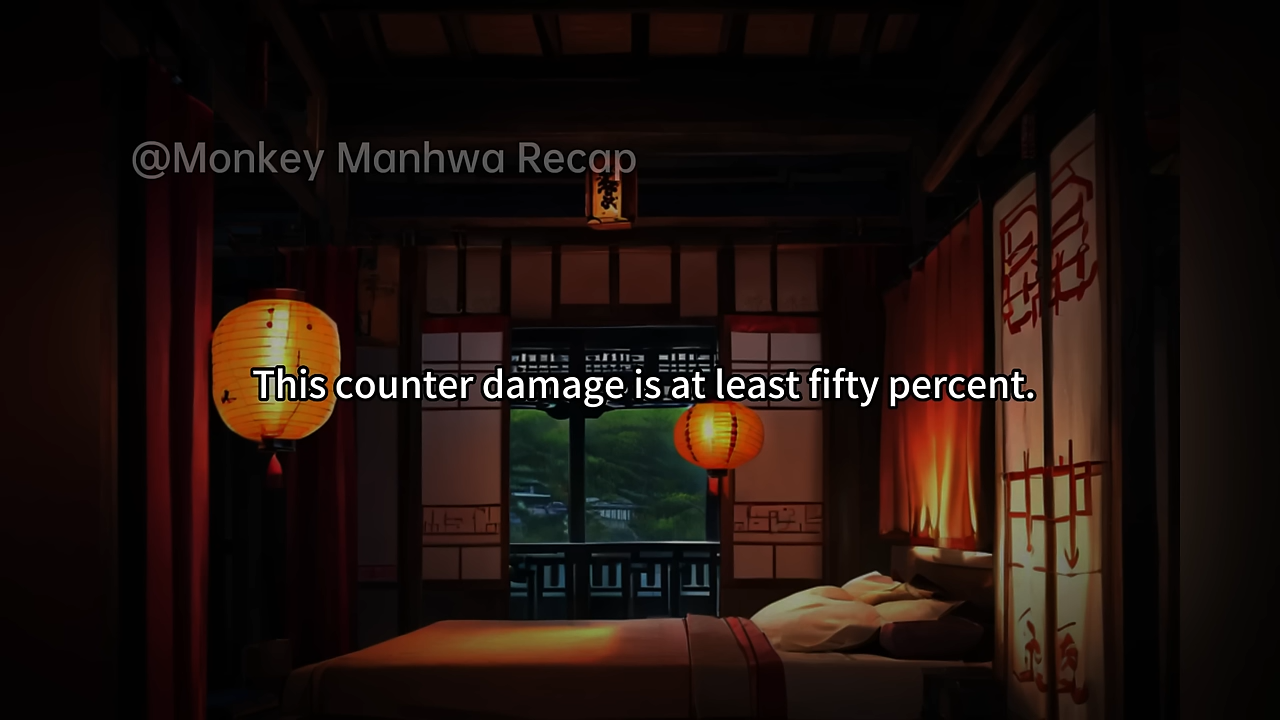 @Monkey Manhwa Recap
This counter damage is at least fifty percent.